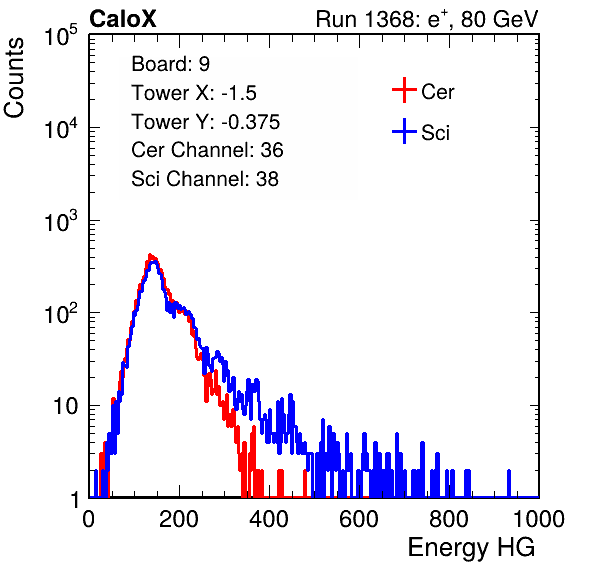 CaloX Run 1368: e⁺, 80 GeV
Counts
Board: 9
Tower X: -1.5
Tower Y: -0.375
Cer Channel: 36
Sci Channel: 38
Cer
Sci
10⁵
10⁴
10³
10²
10
1
0 200 400 600 800 1000
Energy HG